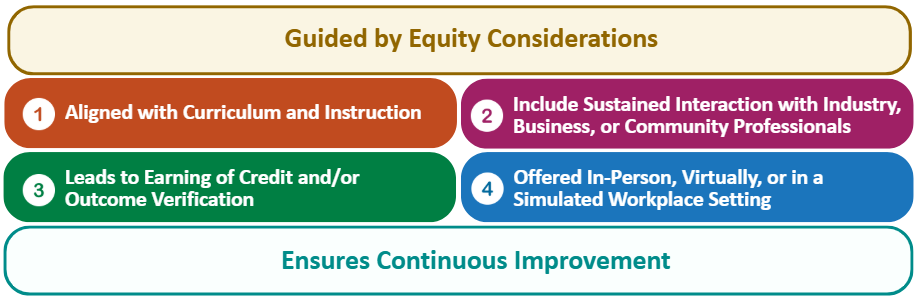 Guided by Equity Considerations
1 Aligned with Curriculum and Instruction
2 Include Sustained Interaction with Industry,
Business, or Community Professionals
3 Leads to Earning of Credit and/or
Outcome Verification
4 Offered In-Person, Virtually, or in a
Simulated Workplace Setting
Ensures Continuous Improvement